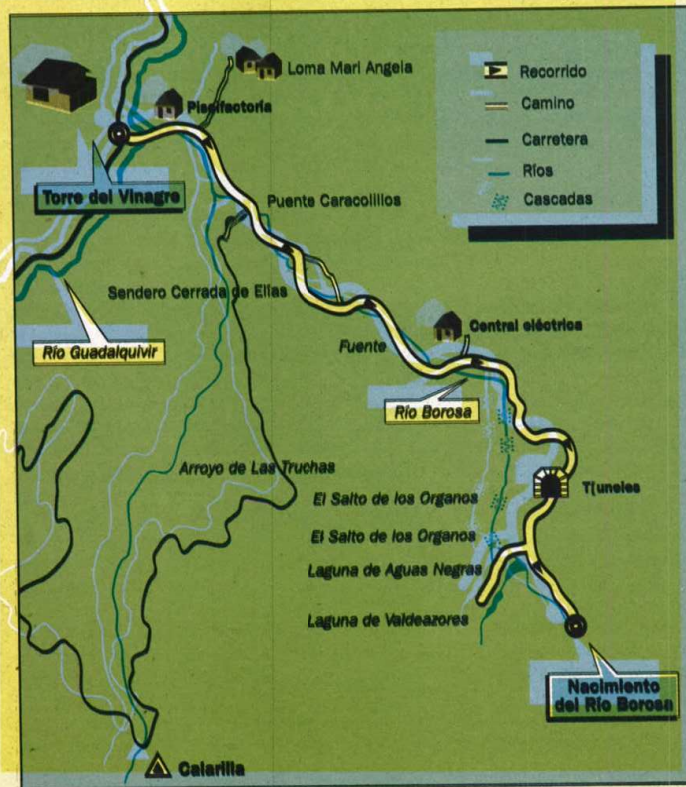 Loma Mari Angela
Piscifactoría
Torre del Vinagre
Puente Caracolillos
Sendero Cerrada de Elías
Río Guadalquivir
Fuente
Central eléctrica
Río Borosa
Arroyo de Las Truchas
El Salto de los Organos
T(uneles
El Salto de los Organos
Laguna de Aguas Negras
Laguna de Valdeazores
Nacimiento
del Río Borosa
Calarilla
Recorrido
Camino
Carretera
Ríos
Cascadas